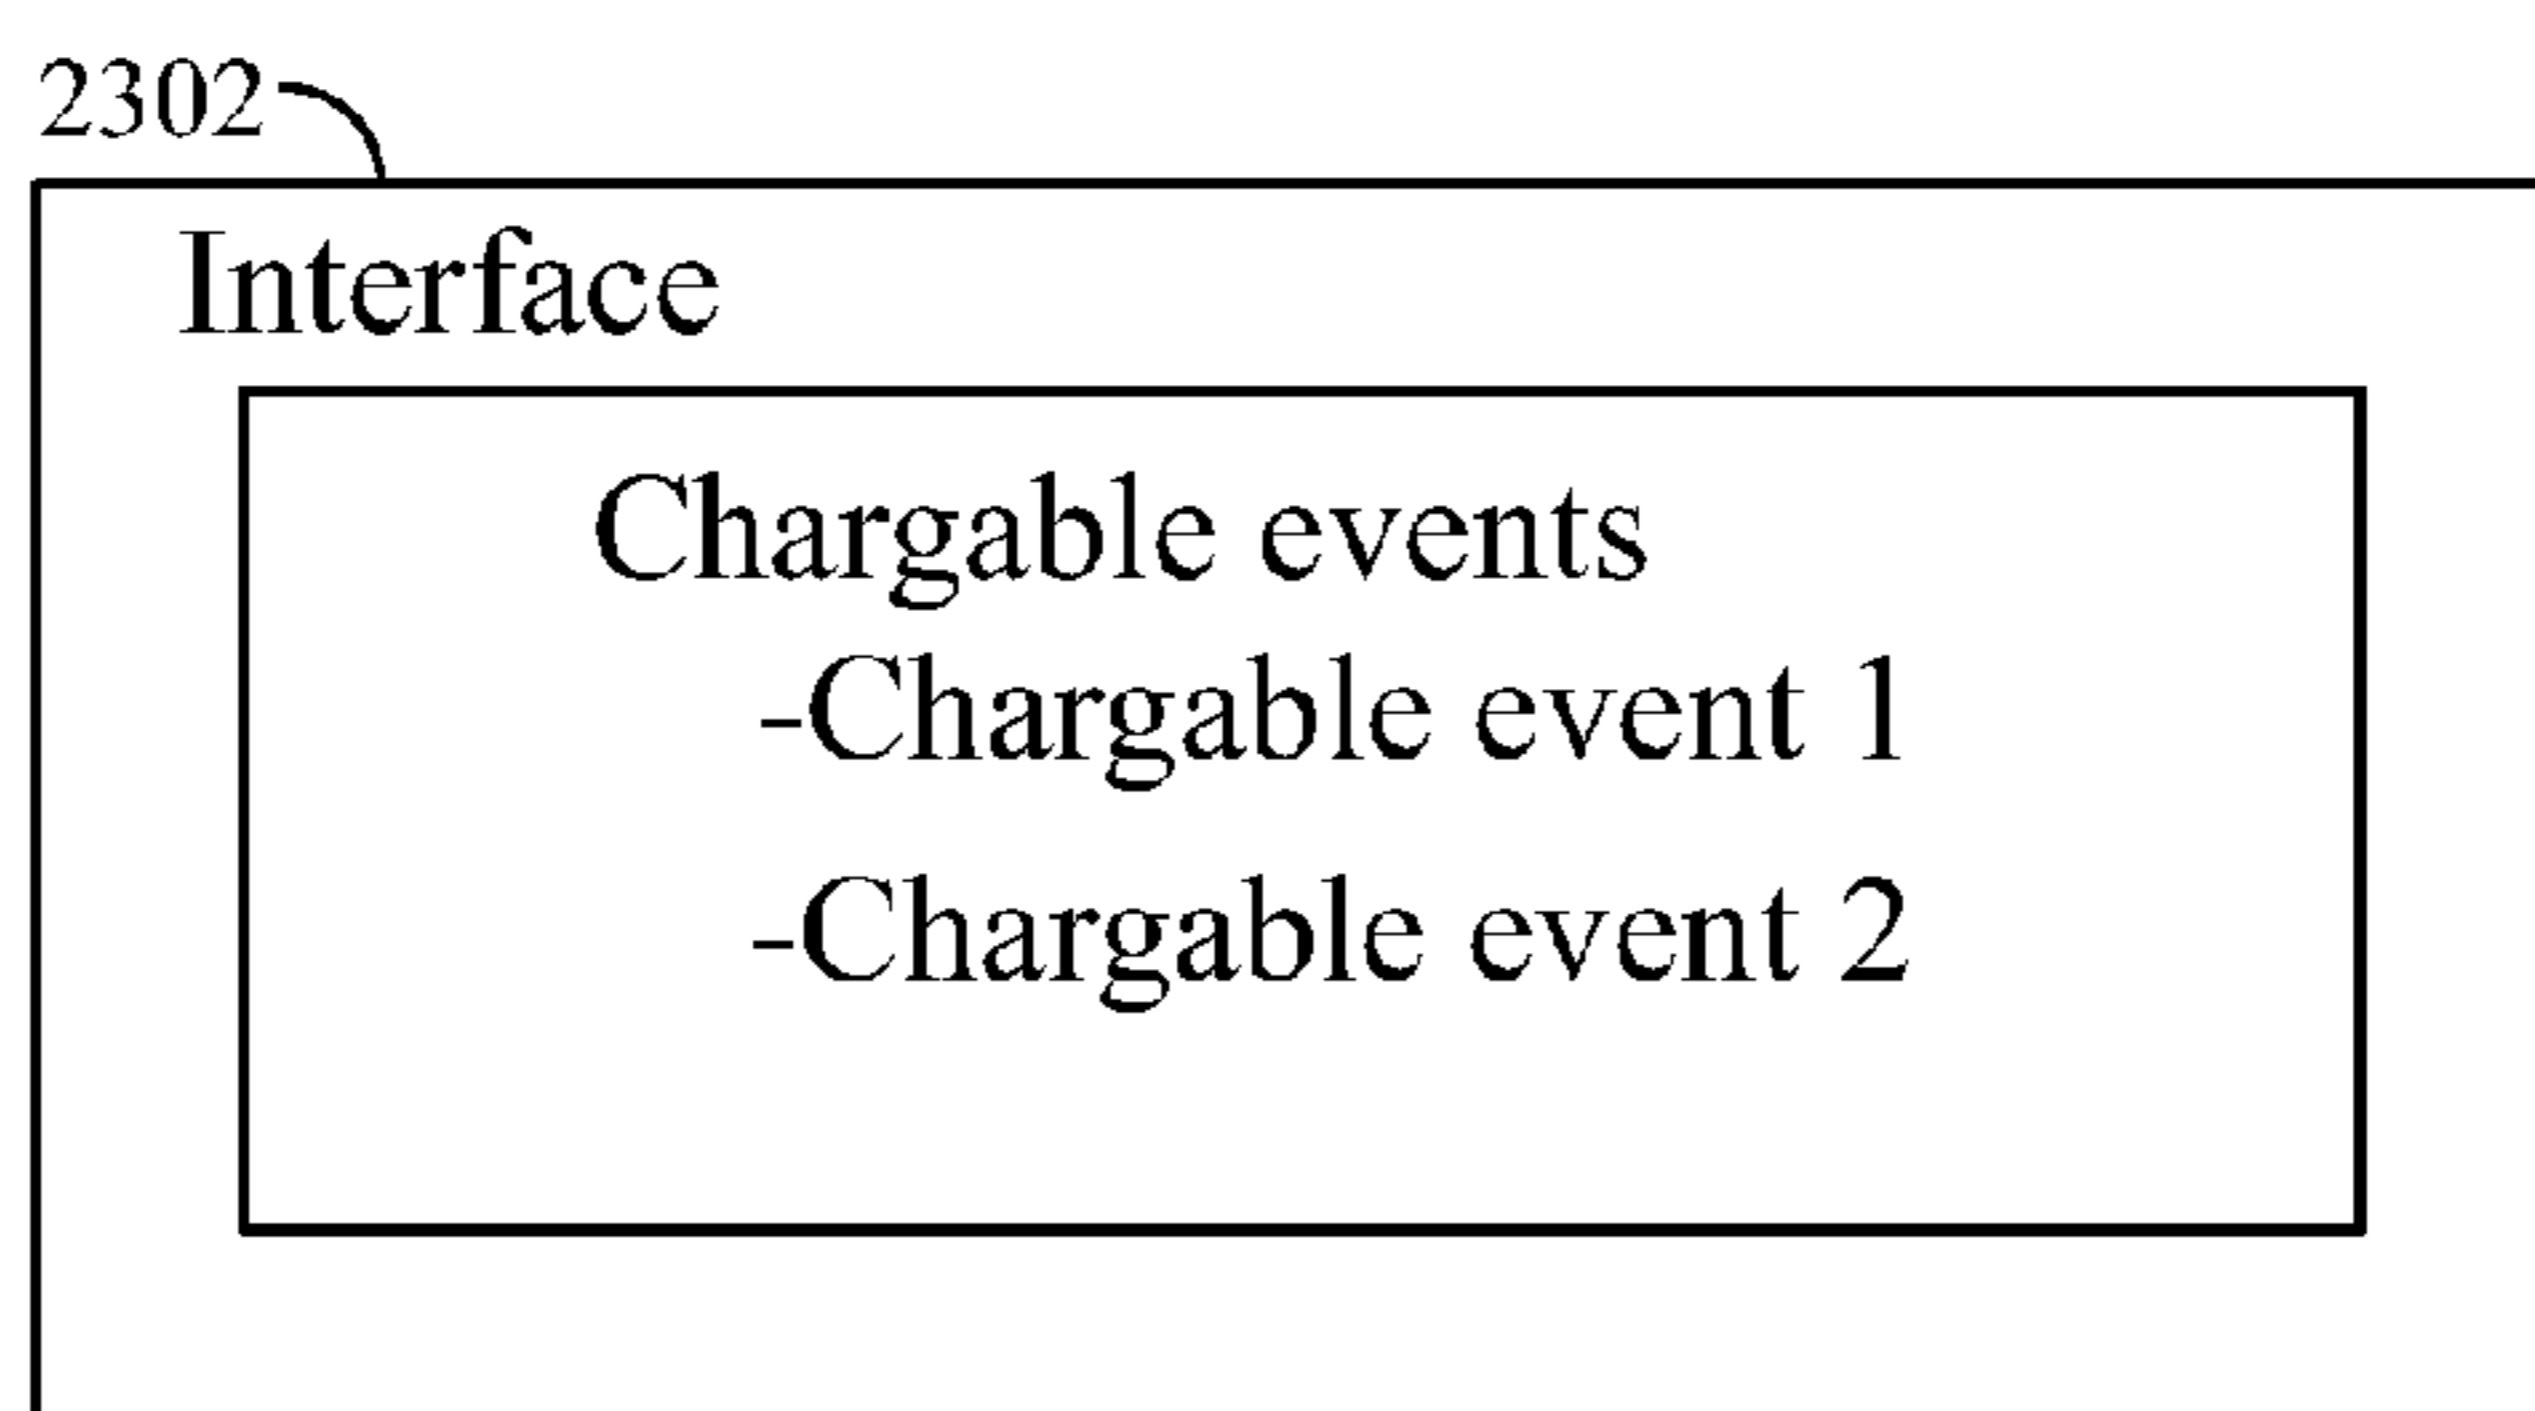 2302
Interface
Chargable events
-Chargable event 1
-Chargable event 2